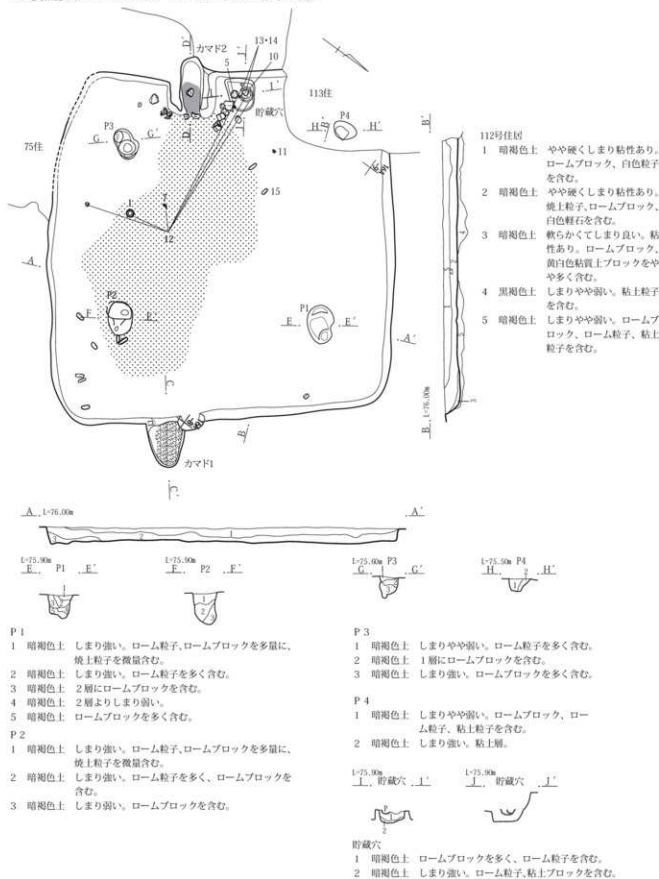 カマド2
13•14
10
5
113住
貯蔵穴
P3
P4
75住
11
15
1
7
12
P2
P1
カマド1
112号住居
1 暗褐色土 やや硬くしまり粘性あり。
ロームブロック、白色粒子
を含む。
2 暗褐色土 やや硬くしまり粘性あり。
焼土粒子、ロームブロック、
白色軽石を含む。
3 暗褐色土 軟らかくてしまり良い。粘
性あり。ロームブロック、
黄白色粘質土ブロックをや
や多く含む。
4 黒褐色土 しまりやや弱い。粘土粒子
を含む。
5 暗褐色土 しまりやや弱い。ロームブ
ロック、ローム粒子、粘土
粒子を含む。
B L=76.00m B′
A L=76.00m A′
L=75.90m
E P1 E′
L=75.90m
F P2 F′
L=75.60m P3
G G′
L=75.50m P4
H H′
P 1
1 暗褐色土 しまり強い。ローム粒子、ロームブロックを多量に、
焼土粒子を微量含む。
2 暗褐色土 しまり強い。ローム粒子を多く含む。
3 暗褐色土 2層にロームブロックを含む。
4 暗褐色土 2層よりしまり弱い。
5 暗褐色土 ロームブロックを多く含む。
P 2
1 暗褐色土 しまり強い。ローム粒子、ロームブロックを多量に、
焼土粒子を微量含む。
2 暗褐色土 しまり強い。ローム粒子を多く、ロームブロックを
含む。
3 暗褐色土 しまり弱い。ロームブロックを含む。
P 3
1 暗褐色土 しまりやや弱い。ローム粒子を多く含む。
2 暗褐色土 1層にロームブロックを含む。
3 暗褐色土 しまり強い。ロームブロックを多く含む。
P 4
1 暗褐色土 しまりやや弱い。ロームブロック、ロー
ム粒子、粘土粒子を含む。
2 暗褐色土 しまり強い。粘土層。
L=75.90m
I 貯蔵穴 I′
L=75.90m
J 貯蔵穴 J′
貯蔵穴
1 暗褐色土 ロームブロックを多く、ローム粒子を含む。
2 暗褐色土 しまり強い。ローム粒子、粘土ブロックを含む。